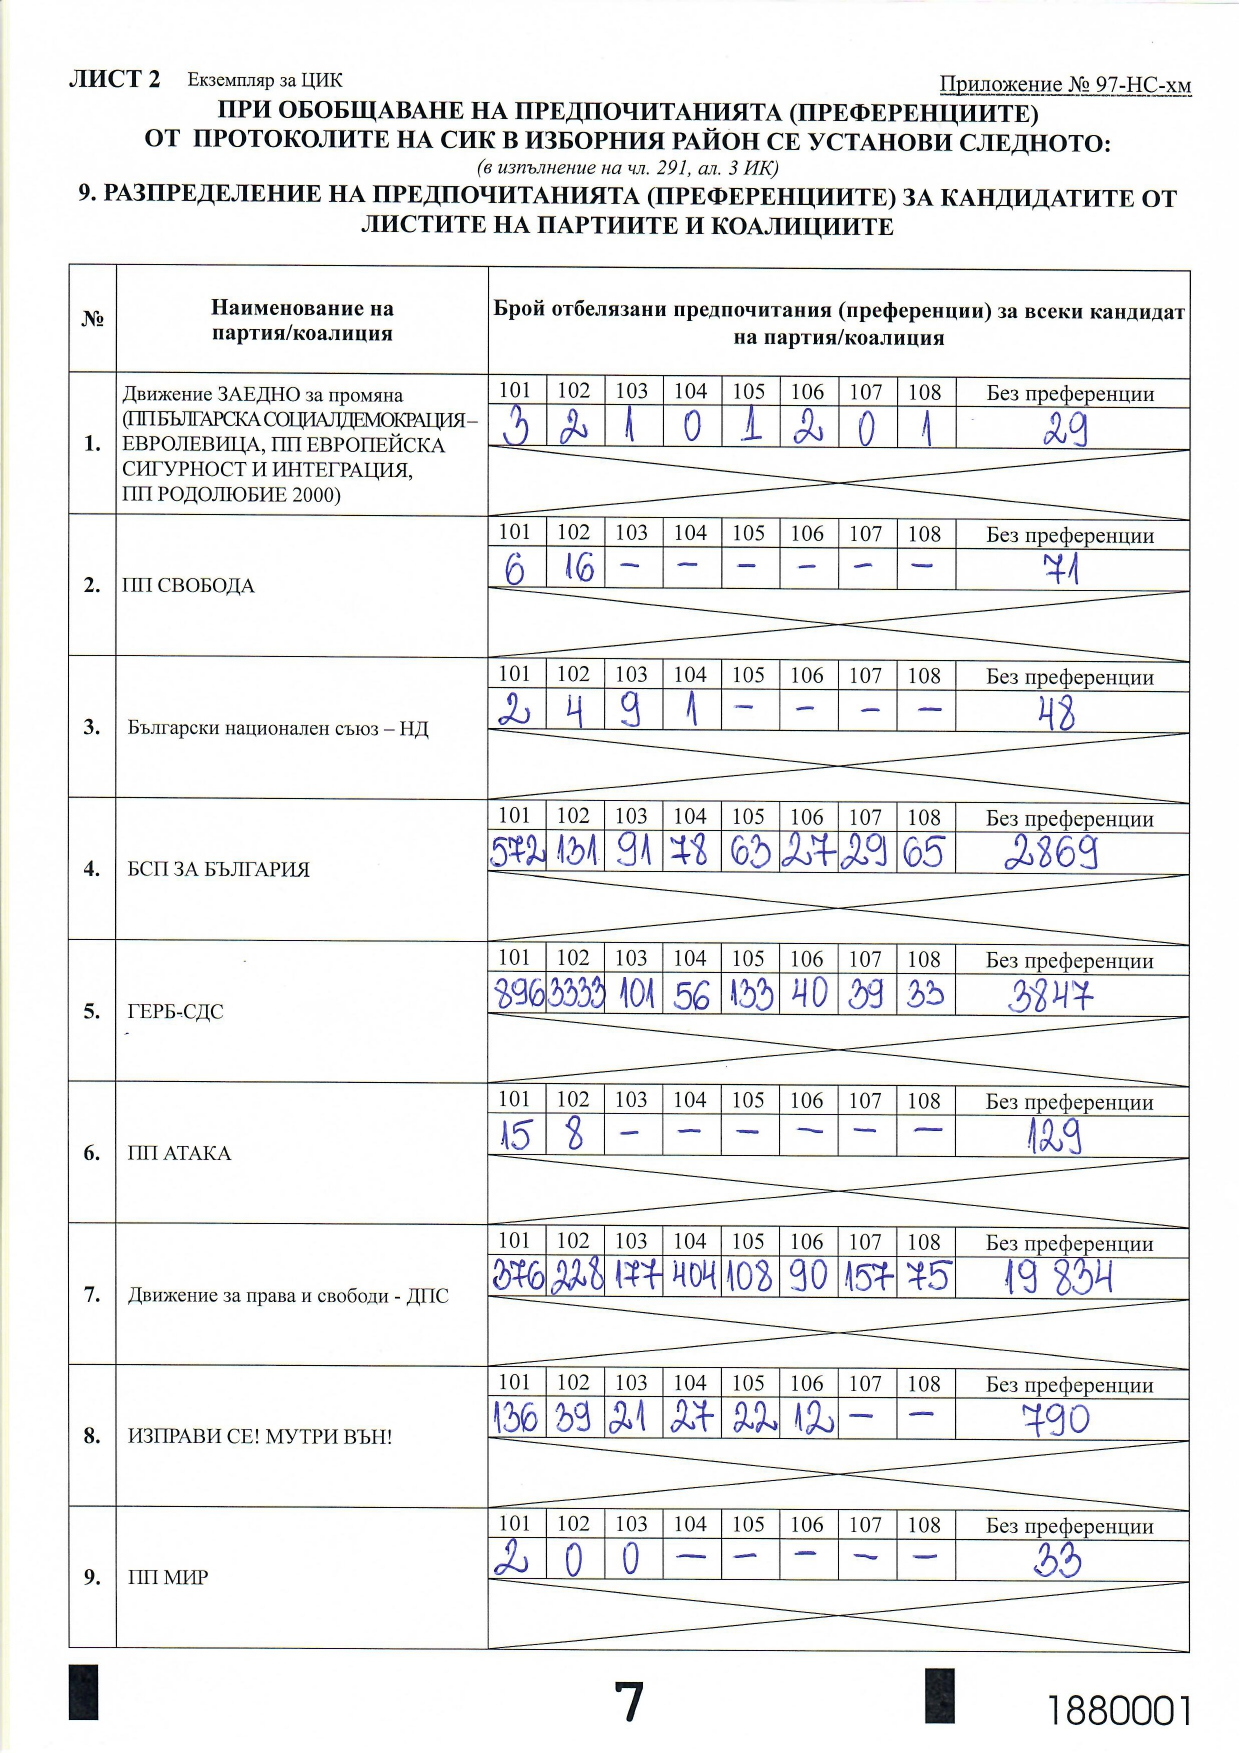 ЛИСТ 2 Екземпляр за ЦИК
Приложение № 97-НС-хм
ПРИ ОБОБЩАВАНЕ НА ПРЕДПОЧИТАНИЯТА (ПРЕФЕРЕНЦИИТЕ)
ОТ ПРОТОКОЛИТЕ НА СИК В ИЗБОРНИЯ РАЙОН СЕ УСТАНОВИ СЛЕДНОТО:
(в изпълнение на чл. 291, ал. 3 ИК)
9. РАЗПРЕДЕЛЕНИЕ НА ПРЕДПОЧИТАНИЯТА (ПРЕФЕРЕНЦИИТЕ) ЗА КАНДИДАТИТЕ ОТ
ЛИСТИТЕ НА ПАРТИИТЕ И КОАЛИЦИИТЕ
№
Наименование на
партия/коалиция
Брой отбелязани предпочитания (преференции) за всеки кандидат
на партия/коалиция
1.
Движение ЗАЕДНО за промяна
(ПП БЪЛГАРСКА СОЦИАЛДЕМОКРАЦИЯ –
ЕВРОЛЕВИЦА, ПП ЕВРОПЕЙСКА
СИГУРНОСТ И ИНТЕГРАЦИЯ,
ПП РОДОЛЮБИЕ 2000)
101 102 103 104 105 106 107 108 Без преференции
3 2 1 0 1 2 0 1 29
2. ПП СВОБОДА
101 102 103 104 105 106 107 108 Без преференции
6 16 – – – – – – 71
3. Български национален съюз – НД
101 102 103 104 105 106 107 108 Без преференции
2 4 9 1 – – – – 48
4. БСП ЗА БЪЛГАРИЯ
101 102 103 104 105 106 107 108 Без преференции
572 131 91 78 63 27 29 65 2869
5. ГЕРБ-СДС
101 102 103 104 105 106 107 108 Без преференции
896 3333 101 56 133 40 39 33 3847
6. ПП АТАКА
101 102 103 104 105 106 107 108 Без преференции
15 8 – – – – – – 129
7. Движение за права и свободи - ДПС
101 102 103 104 105 106 107 108 Без преференции
376 228 177 404 108 90 157 75 19 834
8. ИЗПРАВИ СЕ! МУТРИ ВЪН!
101 102 103 104 105 106 107 108 Без преференции
136 39 21 27 22 12 – – 790
9. ПП МИР
101 102 103 104 105 106 107 108 Без преференции
2 0 0 – – – – – 33
7
1880001